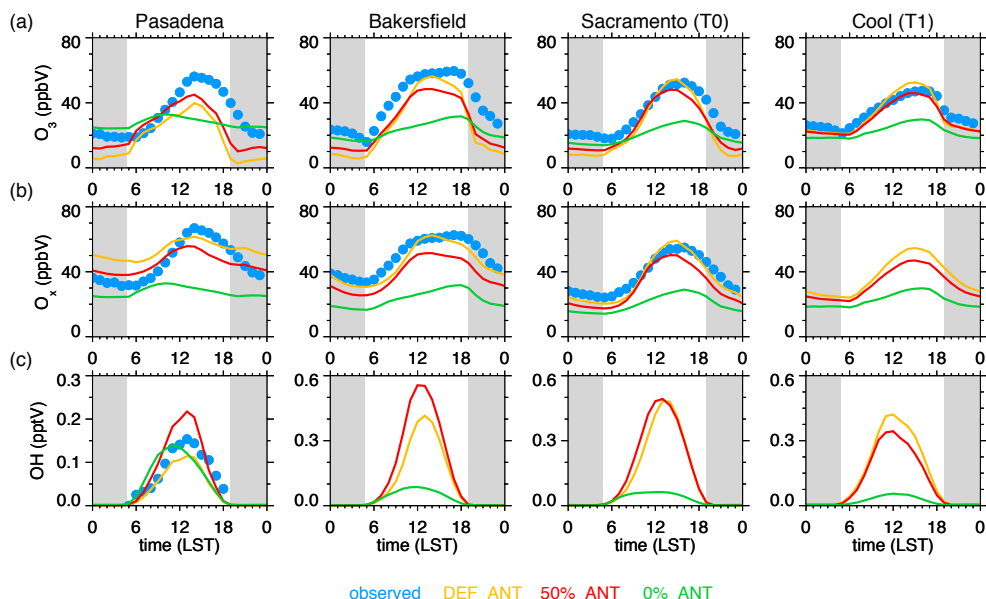 (a) Pasadena Bakersfield Sacramento (T0) Cool (T1)
O3 (ppbV)
80 80 80 80
40 40 40 40
0 0 0 0
0 6 12 18 0 0 6 12 18 0 0 6 12 18 0 0 6 12 18 0
(b)
Ox (ppbV)
80 80 80 80
40 40 40 40
0 0 0 0
0 6 12 18 0 0 6 12 18 0 0 6 12 18 0 0 6 12 18 0
(c)
OH (pptV)
0.3 0.6 0.6 0.6
0.2
0.3 0.3 0.3
0.1
0.0 0.0 0.0 0.0
0 6 12 18 0 0 6 12 18 0 0 6 12 18 0 0 6 12 18 0
time (LST) time (LST) time (LST) time (LST)
observed DEF_ANT 50%_ANT 0%_ANT